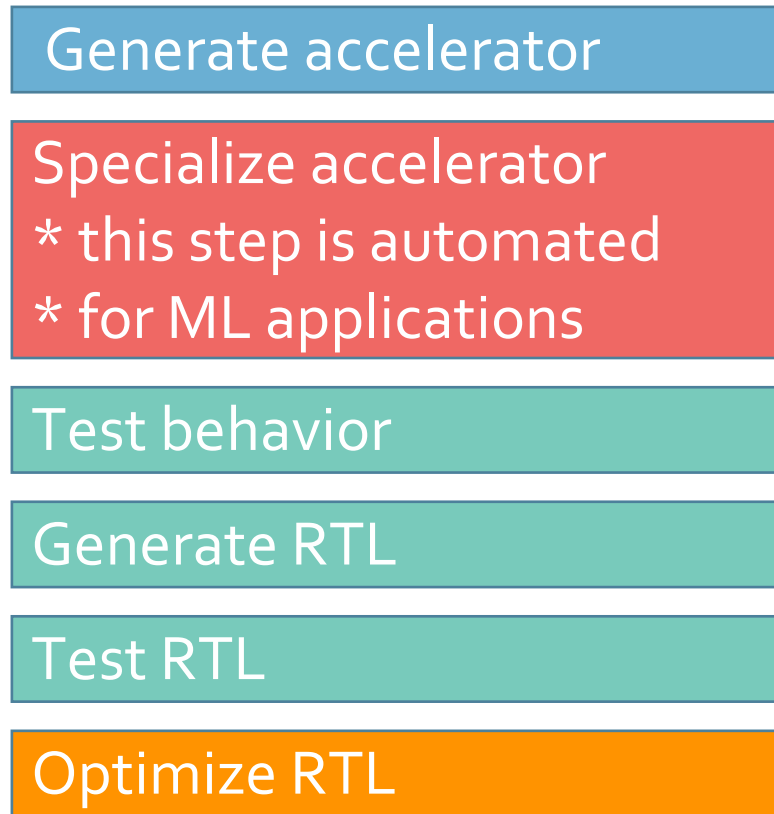 Generate accelerator
Specialize accelerator
* this step is automated
* for ML applications
Test behavior
Generate RTL
Test RTL
Optimize RTL